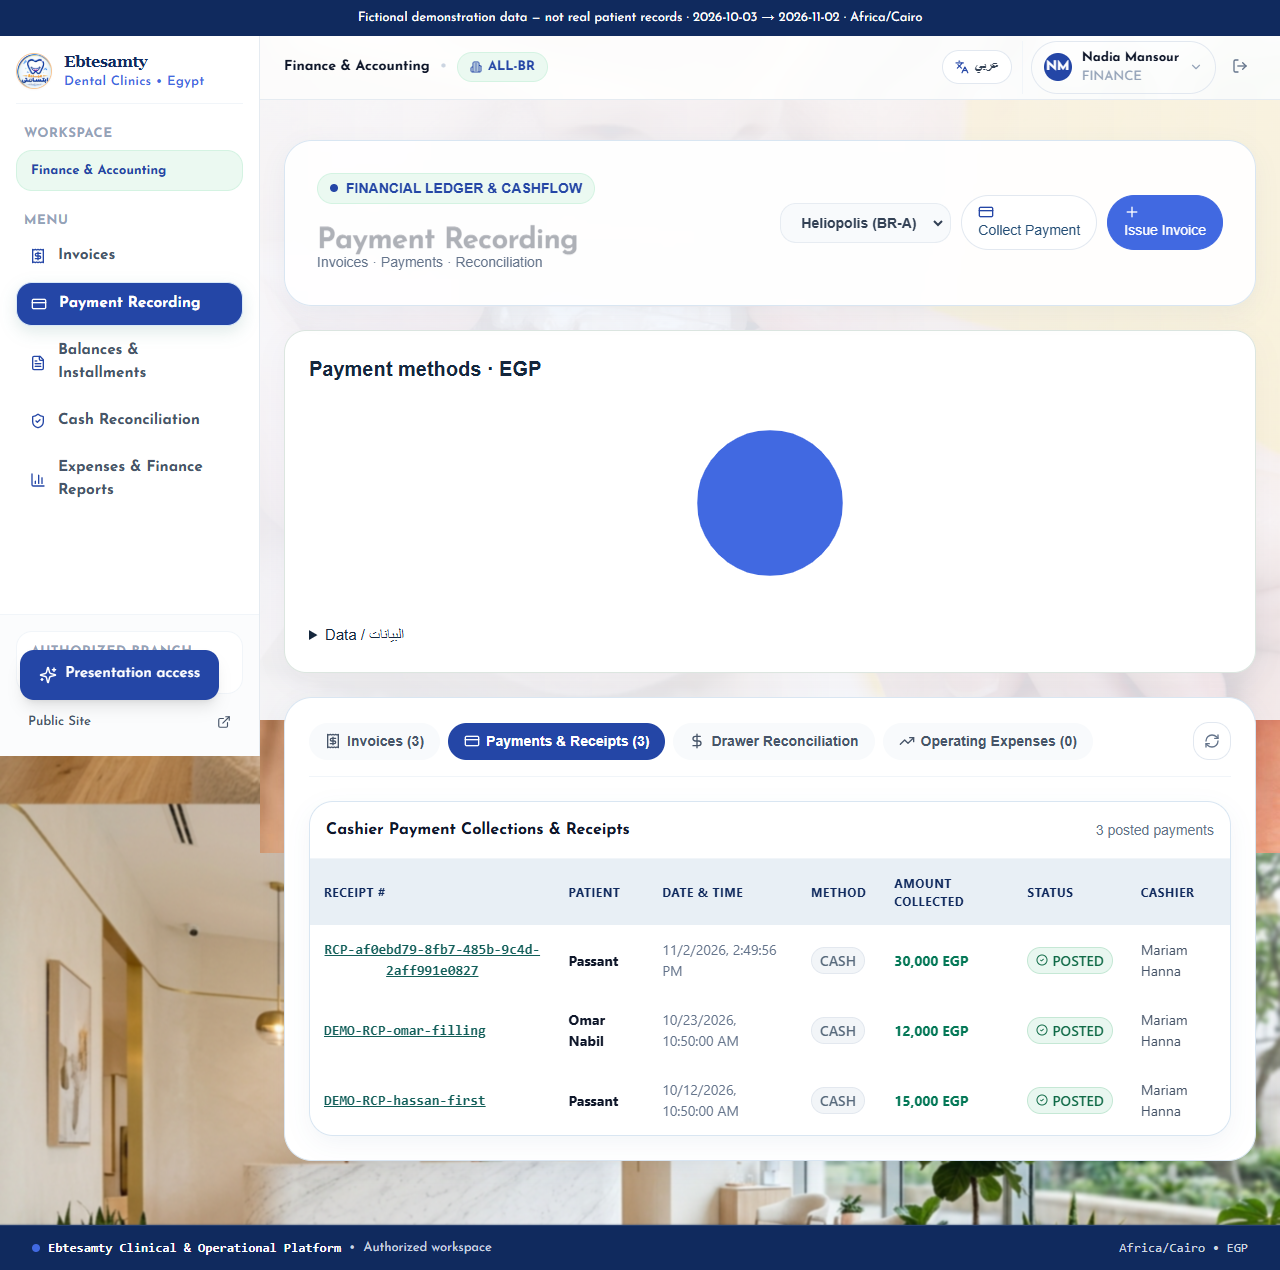 Fictional demonstration data — not real patient records · 2026-10-03 → 2026-11-02 · Africa/Cairo
Ebtesamty
Dental Clinics • Egypt
Finance & Accounting
•
ALL-BR
عربي
NM
Nadia Mansour
FINANCE
WORKSPACE
Finance & Accounting
MENU
Invoices
Payment Recording
Balances &
Installments
Cash Reconciliation
Expenses & Finance
Reports
AUTHORIZED BRANCH
Presentation access
Public Site
FINANCIAL LEDGER & CASHFLOW
Payment Recording
Invoices · Payments · Reconciliation
Heliopolis (BR-A)
Collect Payment
Issue Invoice
Payment methods · EGP
Data / البيانات
Invoices (3)
Payments & Receipts (3)
Drawer Reconciliation
Operating Expenses (0)
Cashier Payment Collections & Receipts
3 posted payments
RECEIPT #
PATIENT
DATE & TIME
METHOD
AMOUNT
COLLECTED
STATUS
CASHIER
RCP-af0ebd79-8fb7-485b-9c4d-
2aff991e0827
Passant
11/2/2026, 2:49:56
PM
CASH
30,000 EGP
POSTED
Mariam
Hanna
DEMO-RCP-omar-filling
Omar
Nabil
10/23/2026,
10:50:00 AM
CASH
12,000 EGP
POSTED
Mariam
Hanna
DEMO-RCP-hassan-first
Passant
10/12/2026,
10:50:00 AM
CASH
15,000 EGP
POSTED
Mariam
Hanna
Ebtesamty Clinical & Operational Platform • Authorized workspace
Africa/Cairo • EGP